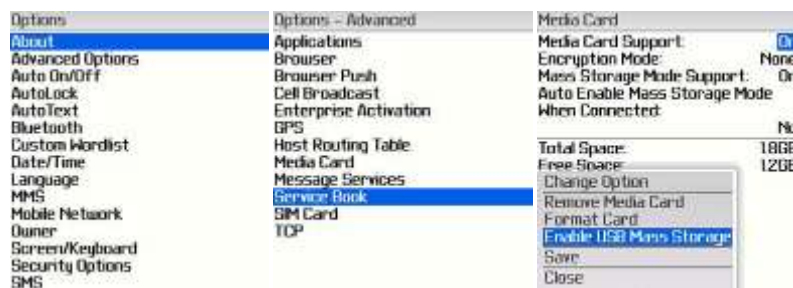 Options
About
Advanced Options
Auto On/Off
AutoLock
AutoText
Bluetooth
Custom Wordlist
Date/Time
Language
MMS
Mobile Network
Owner
Screen/Keyboard
Security Options
SMS
Options - Advanced
Applications
Browser
Browser Push
Cell Broadcast
Enterprise Activation
GPS
Host Routing Table
Media Card
Message Services
Service Book
SIM Card
TCP
Media Card
Media Card Support: On
Encryption Mode: None
Mass Storage Mode Support: On
Auto Enable Mass Storage Mode
When Connected:
No
Total Space:
Free Space:
Change Option
Remove Media Card
Format Card
Enable USB Mass Storage
Save
Close